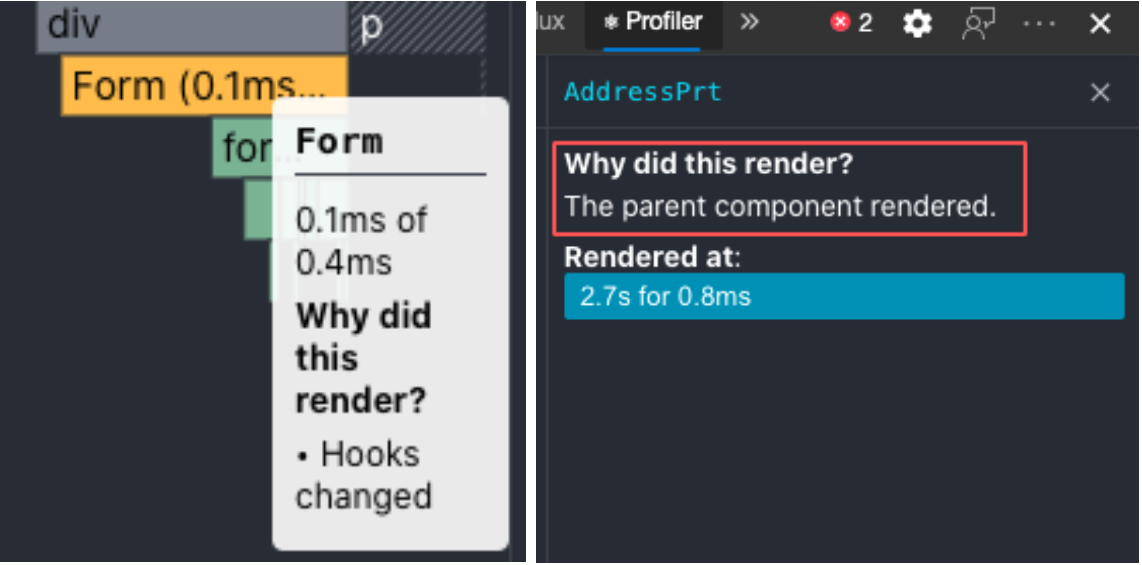 div
p
Form (0.1ms...
for
Form
0.1ms of
0.4ms
Why did
this
render?
• Hooks
changed
lux
Profiler
»
2
...
AddressPrt
Why did this render?
The parent component rendered.
Rendered at:
2.7s for 0.8ms